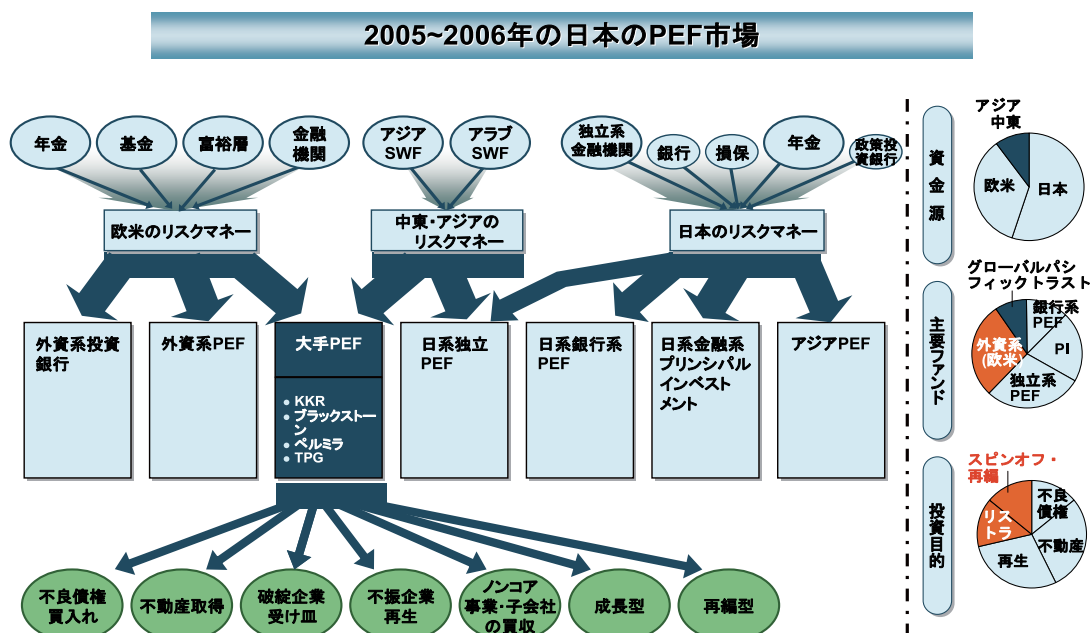 2005~2006年の日本のPEF市場
年金
基金
富裕層
金融
機関
アジア
SWF
アラブ
SWF
独立系
金融機関
銀行
損保
年金
政策投
資銀行
欧米のリスクマネー
中東・アジアの
リスクマネー
日本のリスクマネー
外資系投資
銀行
外資系PEF
大手PEF
• KKR
• ブラックストー
ン
• ペルミラ
• TPG
日系独立
PEF
日系銀行系
PEF
日系金融系
プリンシパル
インベスト
メント
アジアPEF
不良債権
買入れ
不動産取得
破綻企業
受け皿
不振企業
再生
ノンコア
事業・子会社
の買収
成長型
再編型
資金源
アジア
中東
欧米
日本
主要ファンド
グローバルパシ
フィックトラスト
銀行系
PEF
外資系
(欧米)
PI
独立系
PEF
投資目的
スピンオフ・
再編
不良
債権
リス
トラ
不動産
再生